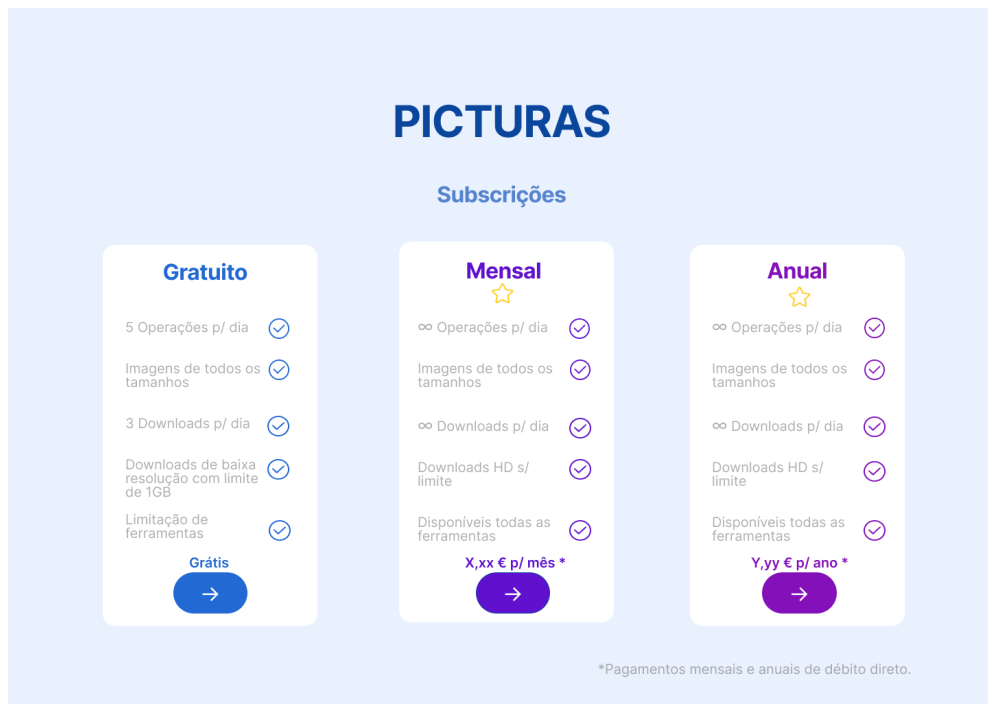 PICTURAS
Subscrições
Gratuito
5 Operações p/ dia
Imagens de todos os
tamanhos
3 Downloads p/ dia
Downloads de baixa
resolução com limite
de 1GB
Limitação de
ferramentas
Grátis
Mensal
∞ Operações p/ dia
Imagens de todos os
tamanhos
∞ Downloads p/ dia
Downloads HD s/
limite
Disponíveis todas as
ferramentas
X,xx € p/ mês *
Anual
∞ Operações p/ dia
Imagens de todos os
tamanhos
∞ Downloads p/ dia
Downloads HD s/
limite
Disponíveis todas as
ferramentas
Y,yy € p/ ano *
*Pagamentos mensais e anuais de débito direto.